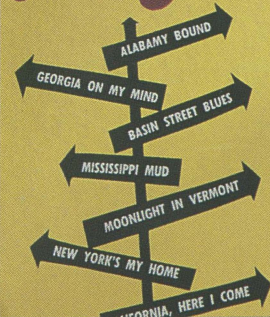 ALABAMY BOUND
GEORGIA ON MY MIND
BASIN STREET BLUES
MISSISSIPPI MUD
MOONLIGHT IN VERMONT
NEW YORK'S MY HOME
HERE I COME